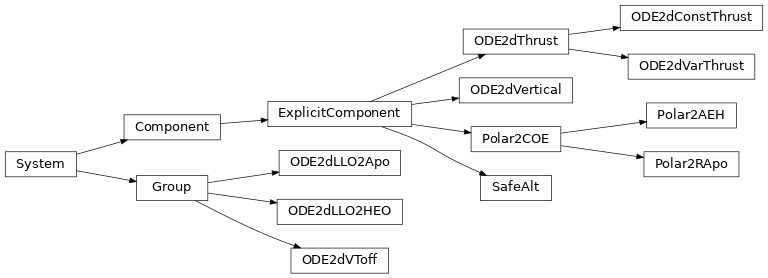 System
Component
Group
ExplicitComponent
ODE2dLLO2Apo
ODE2dLLO2HEO
ODE2dVToff
ODE2dThrust
ODE2dVertical
Polar2COE
SafeAlt
ODE2dConstThrust
ODE2dVarThrust
Polar2AEH
Polar2RApo